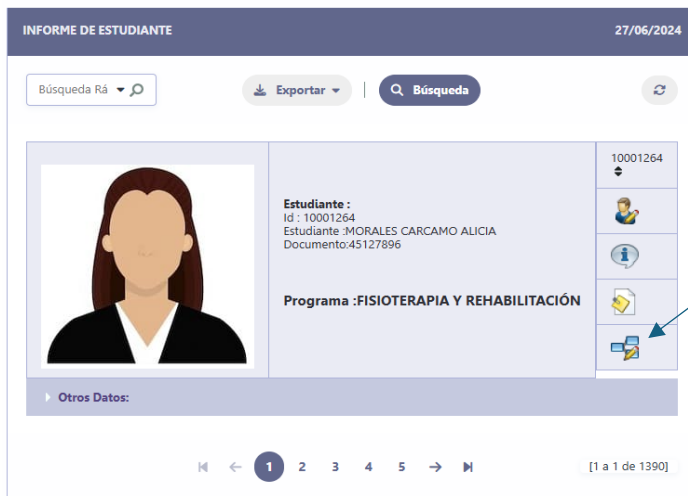 INFORME DE ESTUDIANTE 27/06/2024
Búsqueda Rá Exportar Búsqueda
10001264
Estudiante :
Id : 10001264
Estudiante :MORALES CARCAMO ALICIA
Documento:45127896
Programa :FISIOTERAPIA Y REHABILITACIÓN
Otros Datos:
1 2 3 4 5 [1 a 1 de 1390]